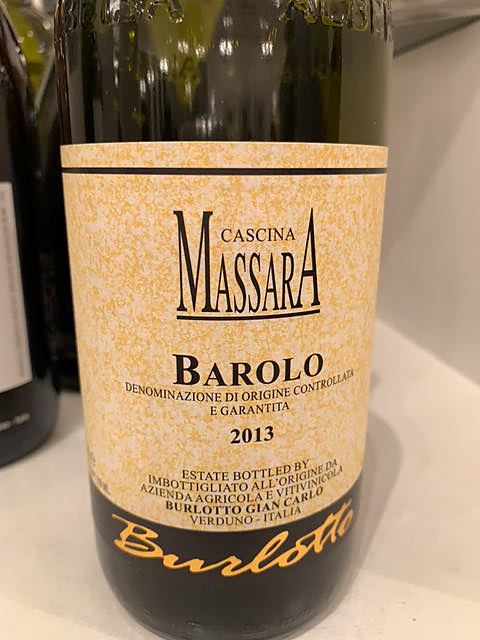 CASCINA
MASSARA
BAROLO
DENOMINAZIONE DI ORIGINE CONTROLLATA
E GARANTITA
2013
ESTATE BOTTLED BY
IMBOTTIGLIATO ALL'ORIGINE DA
AZIENDA AGRICOLA E VITIVINICOLA
BURLOTTO GIAN CARLO
VERDUNO - ITALIA
Burlotto